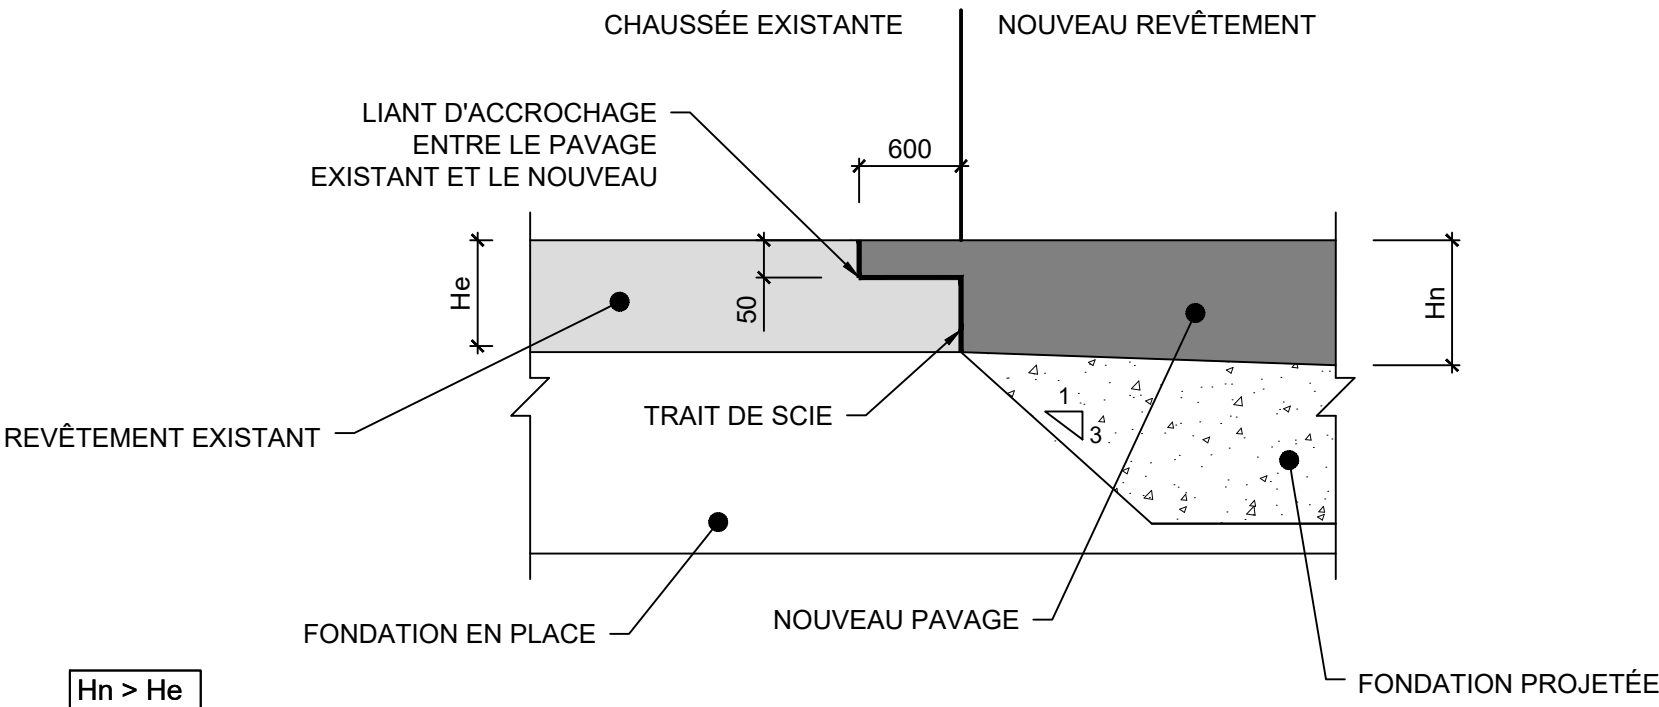 CHAUSSÉE EXISTANTE
NOUVEAU REVÊTEMENT
LIANT D'ACCROCHAGE
ENTRE LE PAVAGE
EXISTANT ET LE NOUVEAU
600
He
50
Hn
1
3
TRAIT DE SCIE
REVÊTEMENT EXISTANT
NOUVEAU PAVAGE
FONDATION EN PLACE
FONDATION PROJETÉE
Hn > He